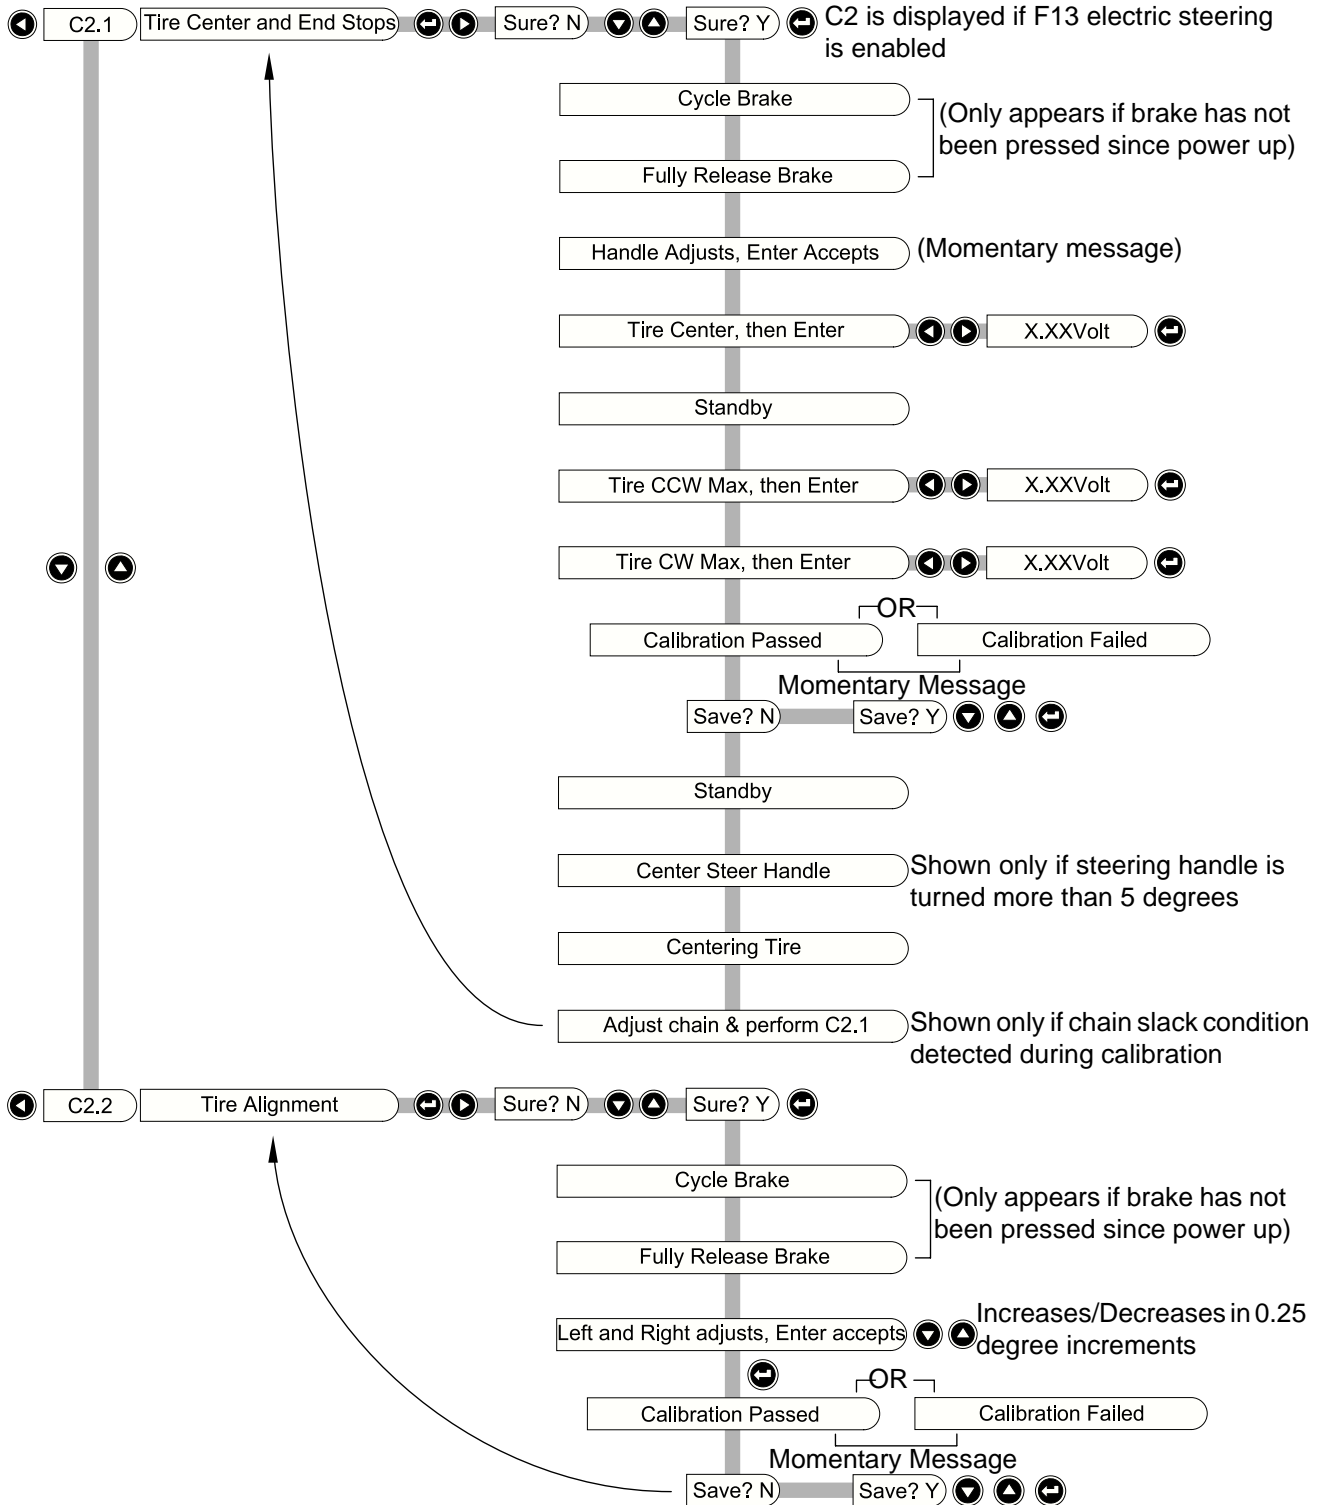 C2.1 Tire Center and End Stops Sure? N Sure? Y C2 is displayed if F13 electric steering
is enabled
Cycle Brake
(Only appears if brake has not
been pressed since power up)
Fully Release Brake
Handle Adjusts, Enter Accepts (Momentary message)
Tire Center, then Enter X.XXVolt
Standby
Tire CCW Max, then Enter X.XXVolt
Tire CW Max, then Enter X.XXVolt
OR
Calibration Passed Calibration Failed
Momentary Message
Save? N Save? Y
Standby
Center Steer Handle Shown only if steering handle is
turned more than 5 degrees
Centering Tire
Adjust chain & perform C2.1 Shown only if chain slack condition
detected during calibration
C2.2 Tire Alignment Sure? N Sure? Y
Cycle Brake
(Only appears if brake has not
been pressed since power up)
Fully Release Brake
Left and Right adjusts, Enter accepts Increases/Decreases in 0.25
degree increments
OR
Calibration Passed Calibration Failed
Momentary Message
Save? N Save? Y